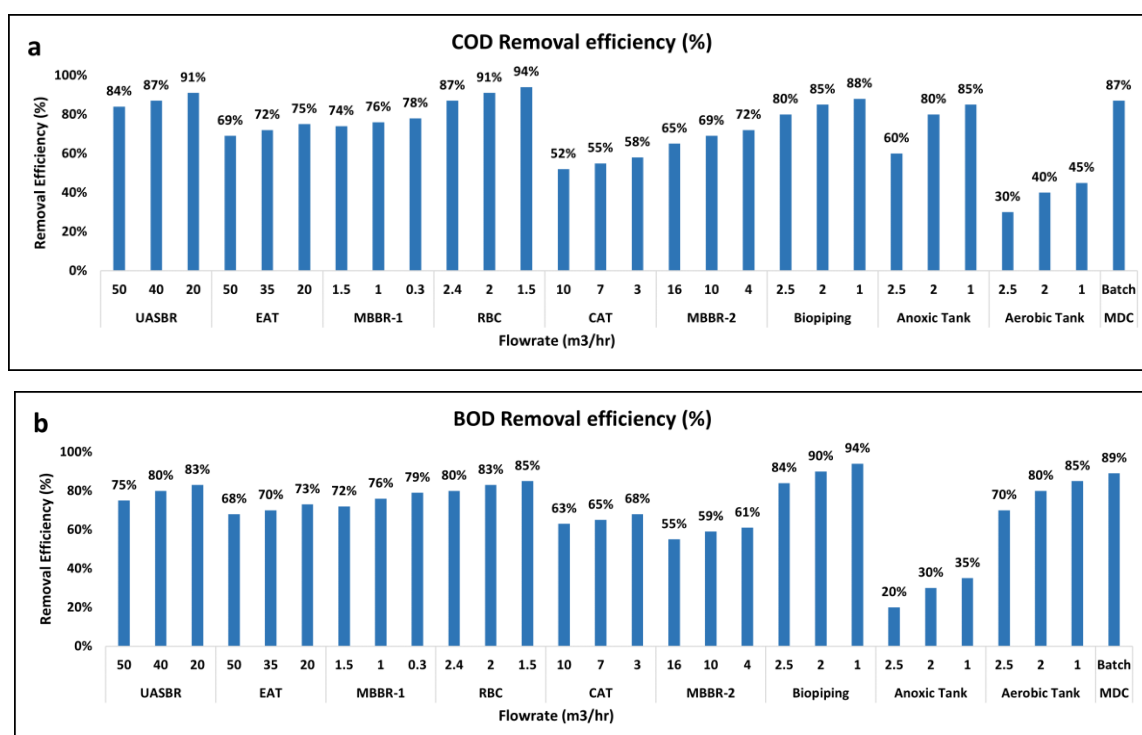 a
COD Removal efficiency (%)
Removal Efficiency (%)
100%
80%
60%
40%
20%
0%
84% 87% 91% 69% 72% 75% 74% 76% 78% 87% 91% 94% 52% 55% 58% 65% 69% 72% 80% 85% 88% 60% 80% 85% 30% 40% 45% 87%
50 40 20 50 35 20 1.5 1 0.3 2.4 2 1.5 10 7 3 16 10 4 2.5 2 1 2.5 2 1 2.5 2 1 Batch
UASBR EAT MBBR-1 RBC CAT MBBR-2 Biopiping Anoxic Tank Aerobic Tank MDC
Flowrate (m3/hr)
b
BOD Removal efficiency (%)
Removal Efficiency (%)
100%
80%
60%
40%
20%
0%
75% 80% 83% 68% 70% 73% 72% 76% 79% 80% 83% 85% 63% 65% 68% 55% 59% 61% 84% 90% 94% 20% 30% 35% 70% 80% 85% 89%
50 40 20 50 35 20 1.5 1 0.3 2.4 2 1.5 10 7 3 16 10 4 2.5 2 1 2.5 2 1 2.5 2 1 Batch
UASBR EAT MBBR-1 RBC CAT MBBR-2 Biopiping Anoxic Tank Aerobic Tank MDC
Flowrate (m3/hr)